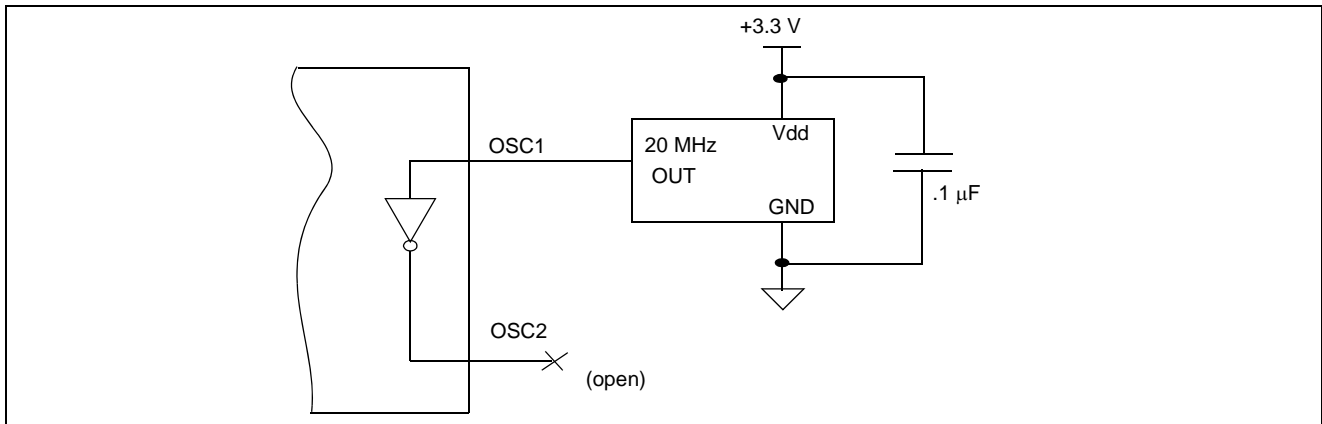 +3.3 V
OSC1
20 MHz
OUT
Vdd
GND
.1 μF
OSC2
(open)